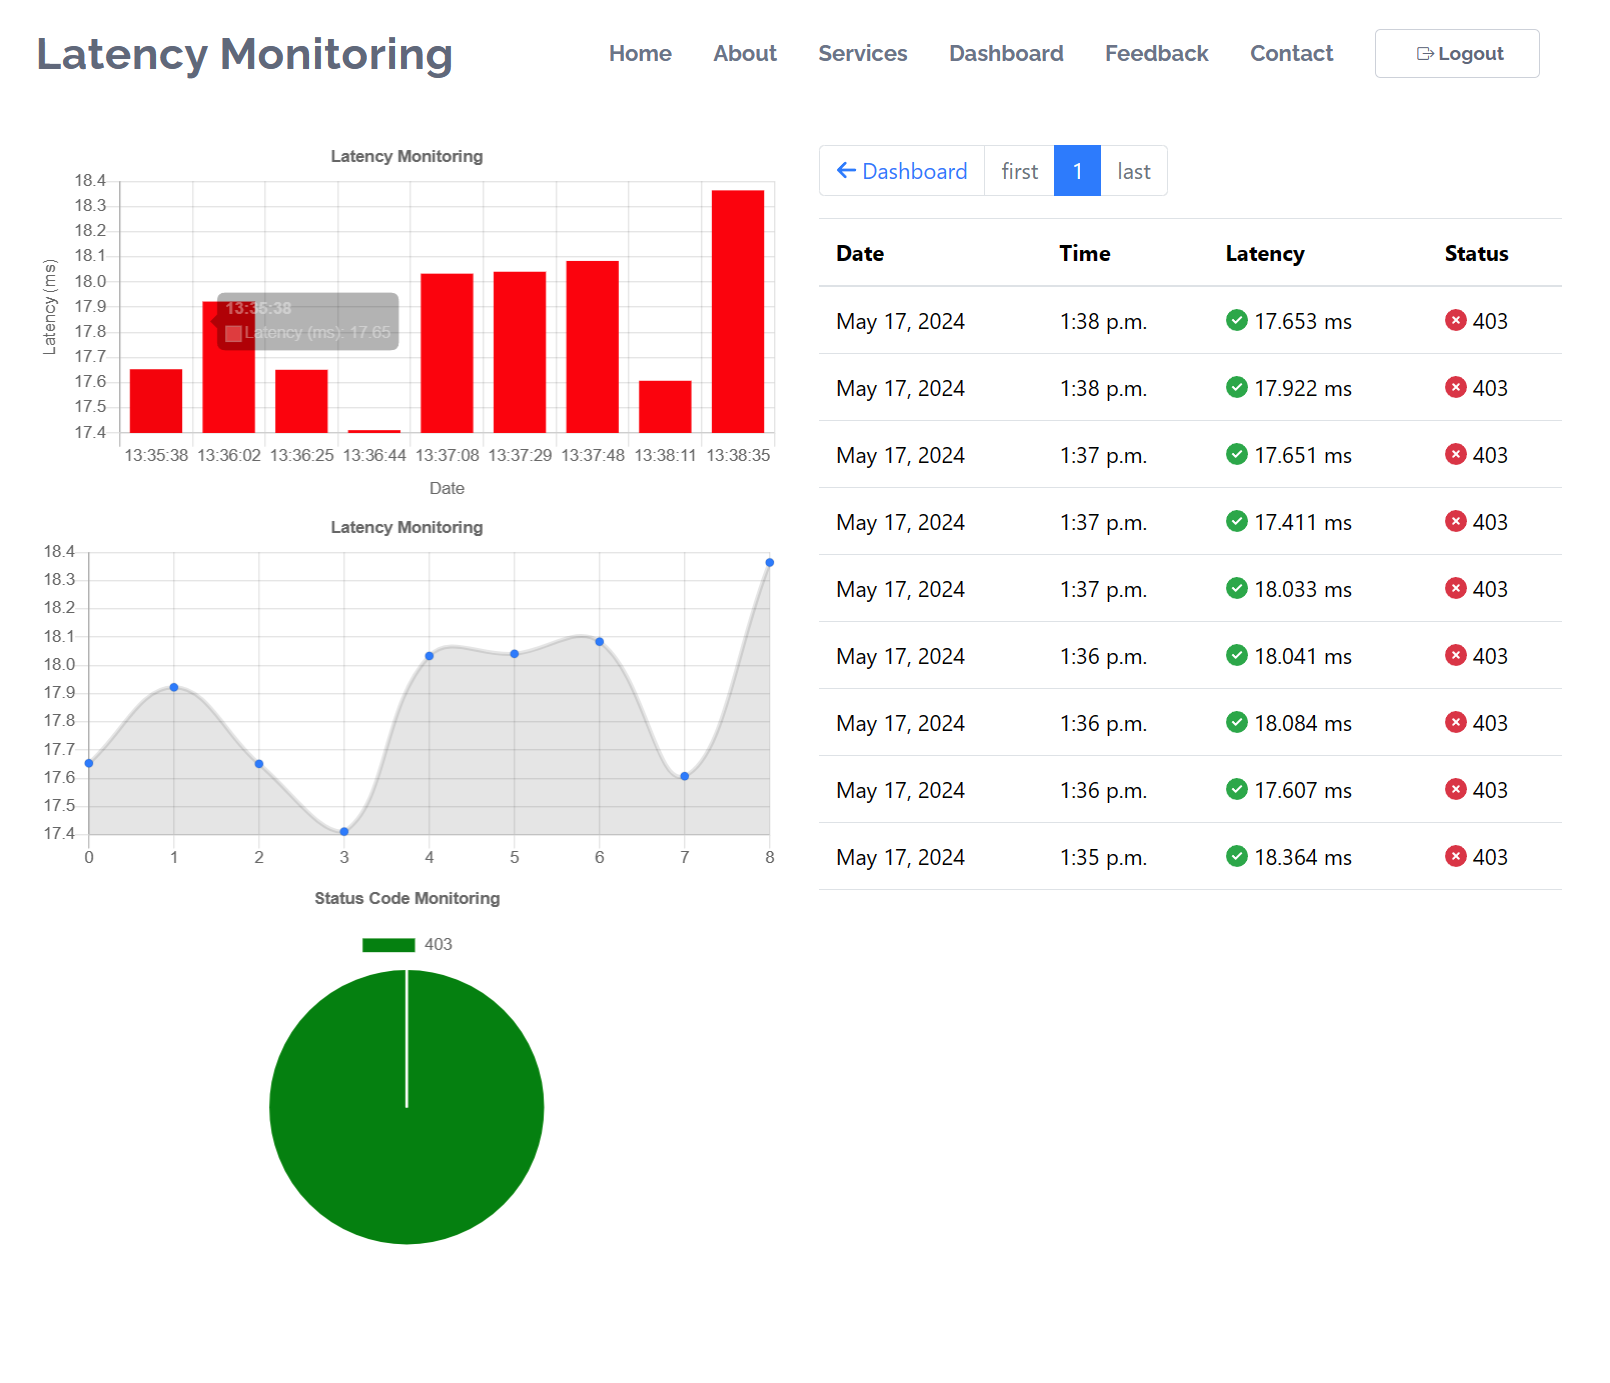 Latency Monitoring
Home About Services Dashboard Feedback Contact Logout
Latency Monitoring
18.4
18.3
18.2
18.1
18.0
17.9
17.8
17.7
17.6
17.5
17.4
Latency (ms)
13:35:38
Latency (ms): 17.65
13:35:38 13:36:02 13:36:25 13:36:44 13:37:08 13:37:29 13:37:48 13:38:11 13:38:35
Date
Latency Monitoring
18.4
18.3
18.2
18.1
18.0
17.9
17.8
17.7
17.6
17.5
17.4
0 1 2 3 4 5 6 7 8
Status Code Monitoring
403
Dashboard first 1 last
Date Time Latency Status
May 17, 2024 1:38 p.m. 17.653 ms 403
May 17, 2024 1:38 p.m. 17.922 ms 403
May 17, 2024 1:37 p.m. 17.651 ms 403
May 17, 2024 1:37 p.m. 17.411 ms 403
May 17, 2024 1:37 p.m. 18.033 ms 403
May 17, 2024 1:36 p.m. 18.041 ms 403
May 17, 2024 1:36 p.m. 18.084 ms 403
May 17, 2024 1:36 p.m. 17.607 ms 403
May 17, 2024 1:35 p.m. 18.364 ms 403